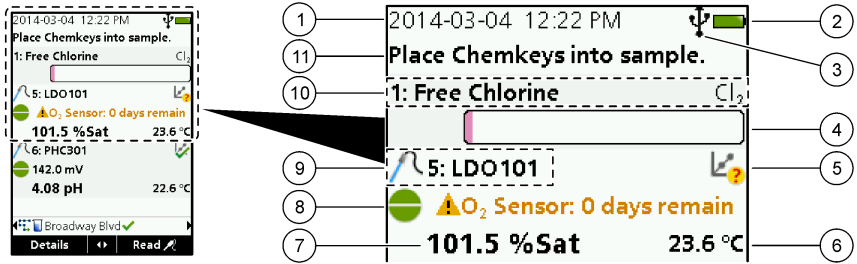 2014-03-04 12:22 PM
Place Chemkeys into sample.
1: Free Chlorine Cl2
5: LDO101
O2 Sensor: 0 days remain
101.5 %Sat 23.6 °C
6: PHC301
142.0 mV
4.08 pH 22.6 °C
Broadway Blvd
Details Read
1
11
10
9
8
7
2014-03-04 12:22 PM
Place Chemkeys into sample.
1: Free Chlorine Cl2
5: LDO101
O2 Sensor: 0 days remain
101.5 %Sat 23.6 °C
2
3
4
5
6